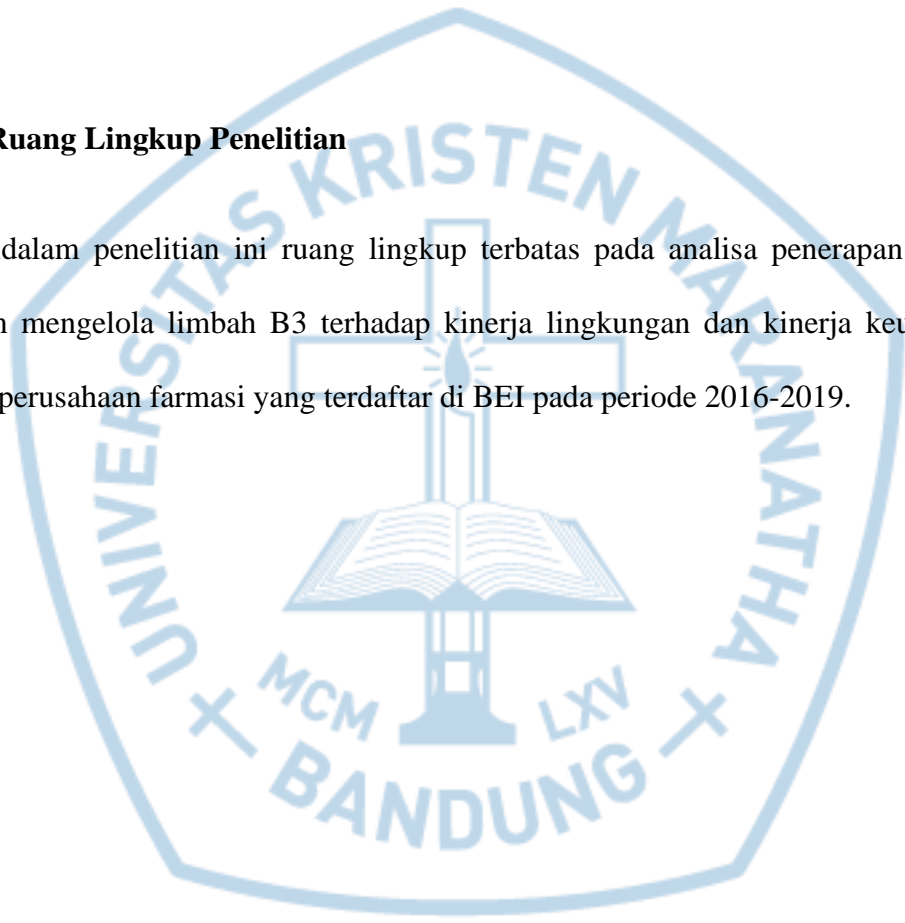 Ruang Lingkup Penelitian
dalam penelitian ini ruang lingkup terbatas pada analisa penerapan
mengelola limbah B3 terhadap kinerja lingkungan dan kinerja
perusahaan farmasi yang terdaftar di BEI pada periode 2016-2019.
UNIVERSITAS KRISTEN MARANATHA
MCM LXV
BANDUNG